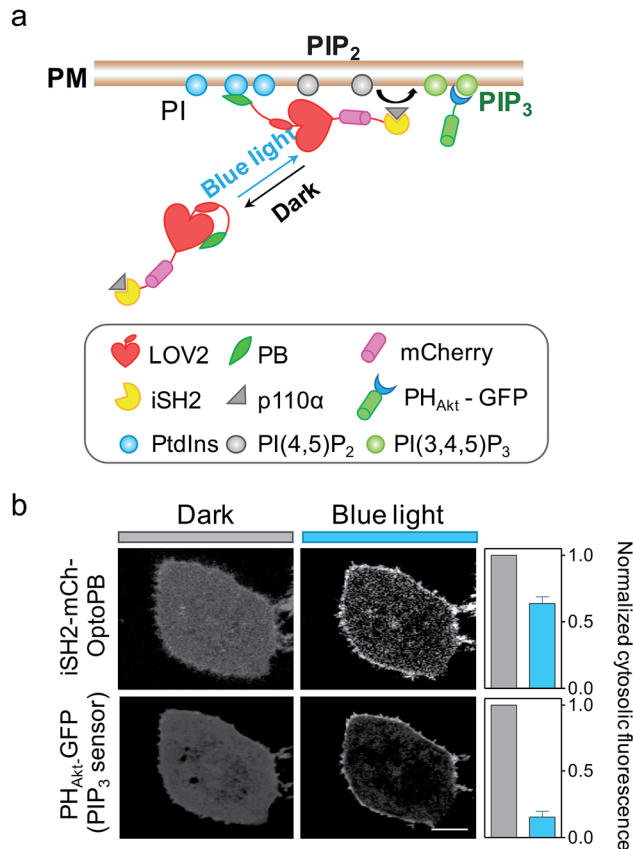 a
PIP2
PM
PI
PIP3
Blue light
Dark
LOV2
PB
mCherry
iSH2
p110α
PHAkt - GFP
PtdIns
PI(4,5)P2
PI(3,4,5)P3
b
Dark
Blue light
iSH2-mCh-
OptoPB
1.0
0.5
0.0
PHAkt-GFP
(PIP3 sensor)
1.0
0.5
0.0
Normalized cytosolic fluorescence